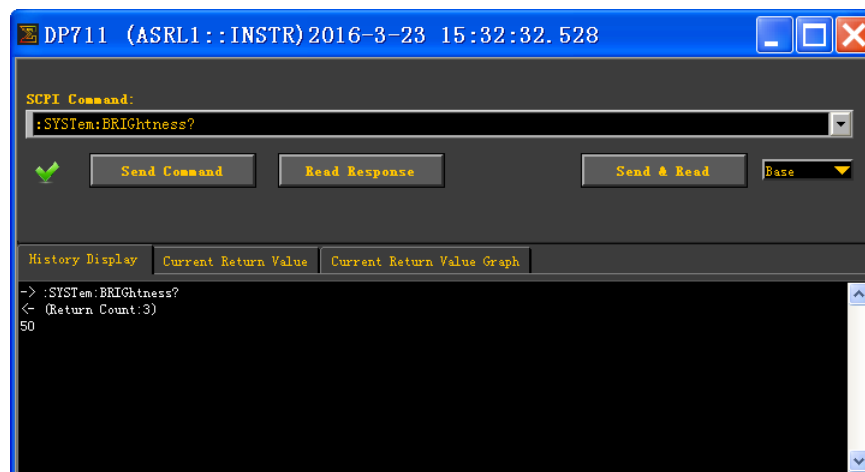 DP711 (ASRL1::INSTR)2016-3-23 15:32:32.528
SCPI Command:
:SYSTem:BRIGhtness?
Send Command
Read Response
Send & Read
Base
History Display
Current Return Value
Current Return Value Graph
-> :SYSTem:BRIGhtness?
<- (Return Count:3)
50